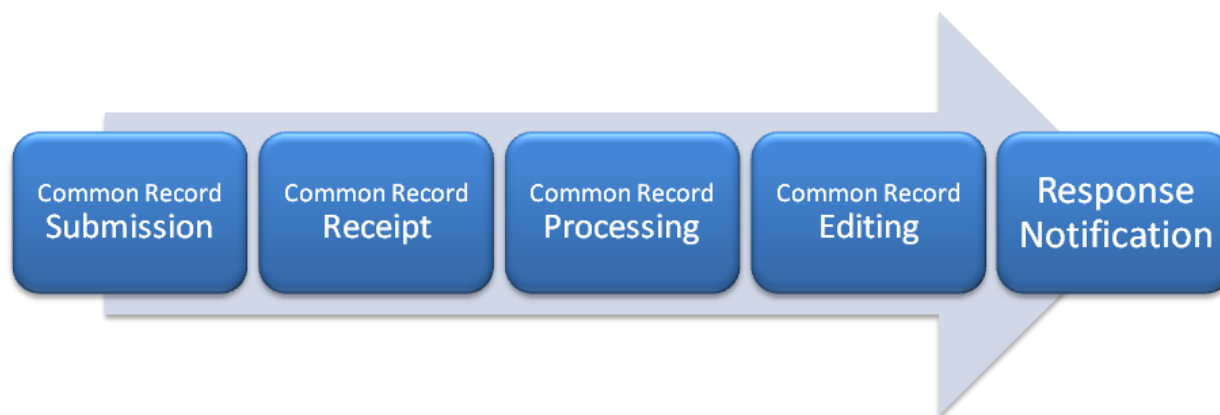 Common Record
Submission
Common Record
Receipt
Common Record
Processing
Common Record
Editing
Response
Notification